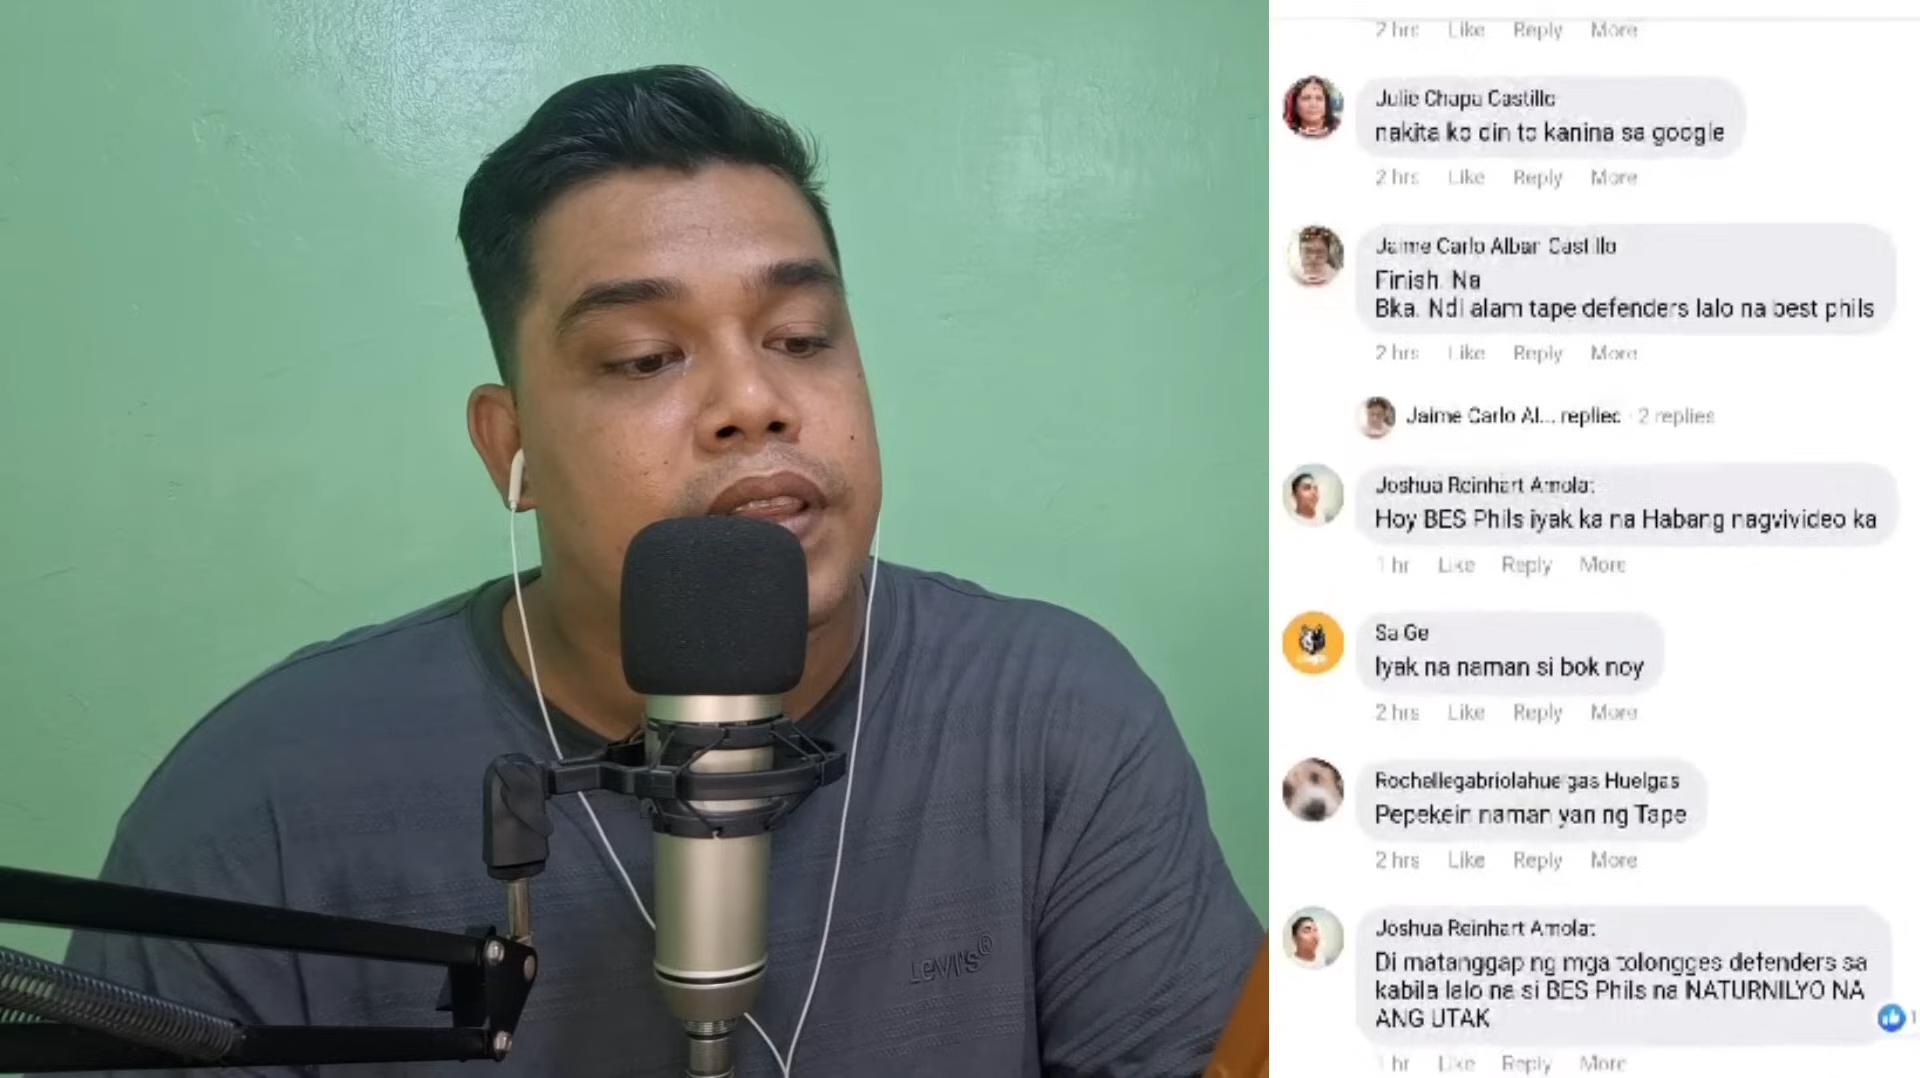 2 hrs Like Reply More
Julie Chapa Castillo
nakita ko din to kanina sa google
2 hrs Like Reply More
Jaime Carlo Alban Castillo
Finish. Na
Bka. Ndi alam tape defenders lalo na best phils
2 hrs Like Reply More
Jaime Carlo Al... replied · 2 replies
Joshua Reinhart Amolat
Hoy BES Phils iyak ka na Habang nagvivideo ka
1 hr Like Reply More
Sa Ge
Iyak na naman si bok noy
2 hrs Like Reply More
Rochellegabriolahuelgas Huelgas
Pepekein naman yan ng Tape
2 hrs Like Reply More
Joshua Reinhart Amolat
Di matanggap ng mga tolongges defenders sa
kabila lalo na si BES Phils na NATURNILYO NA
ANG UTAK
1
1 hr Like Reply More
LEVI'S®